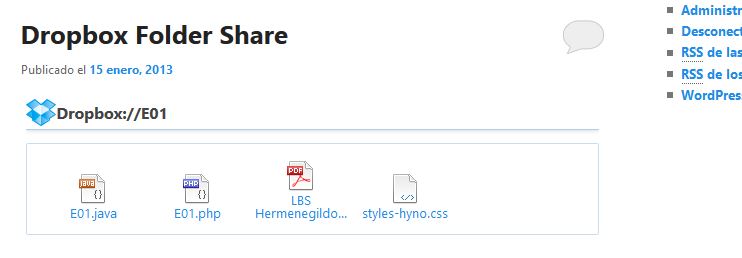 Dropbox Folder Share
Publicado el 15 enero, 2013
Dropbox://E01
JAVA
{}
E01.java
PHP
{}
E01.php
PDF
LBS
Hermenegildo...
</>
styles-hyno.css
Administr
Desconect
RSS de las
RSS de los
WordPres